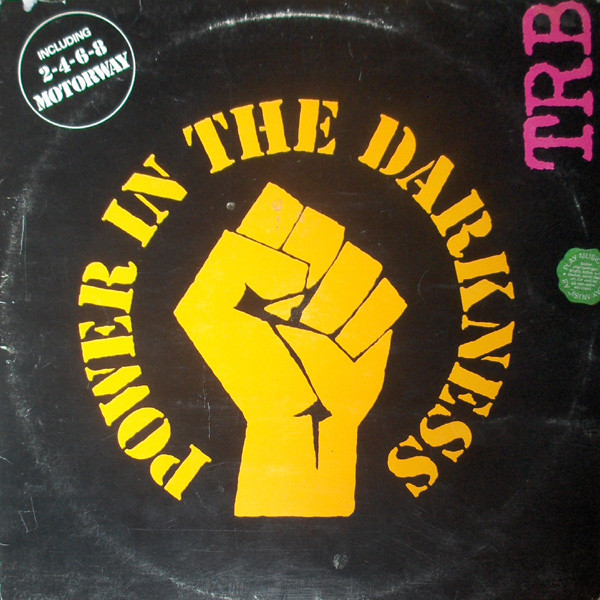 INCLUDING
2-4-6-8
MOTORWAY
TRB
POWER IN THE DARKNESS